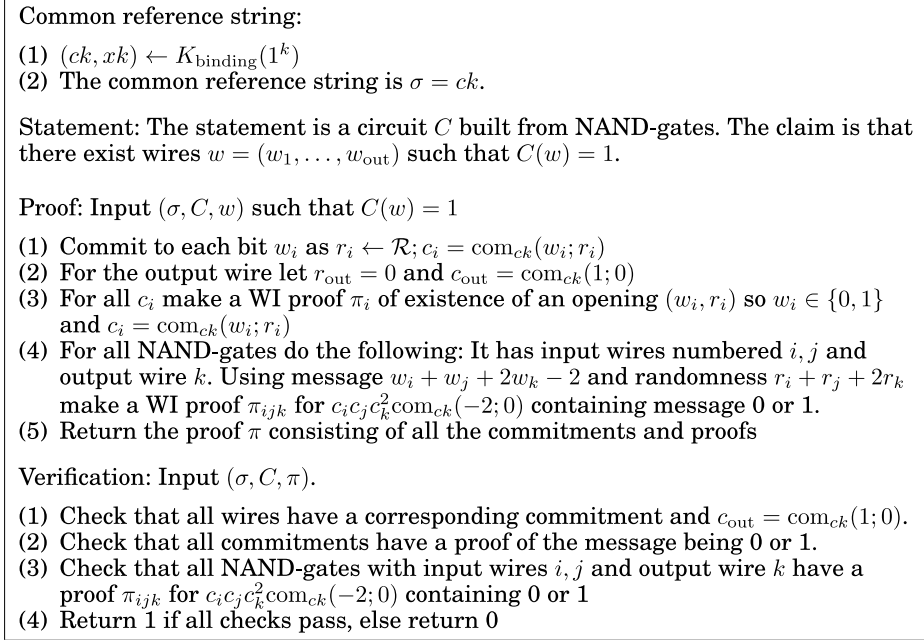 Common reference string:
(1) (ck, xk) ← K_binding(1^k)
(2) The common reference string is σ = ck.
Statement: The statement is a circuit C built from NAND-gates. The claim is that
there exist wires w = (w_1, . . . , w_out) such that C(w) = 1.
Proof: Input (σ, C, w) such that C(w) = 1
(1) Commit to each bit w_i as r_i ← R; c_i = com_ck(w_i; r_i)
(2) For the output wire let r_out = 0 and c_out = com_ck(1; 0)
(3) For all c_i make a WI proof π_i of existence of an opening (w_i, r_i) so w_i ∈ {0, 1}
and c_i = com_ck(w_i; r_i)
(4) For all NAND-gates do the following: It has input wires numbered i, j and
output wire k. Using message w_i + w_j + 2w_k − 2 and randomness r_i + r_j + 2r_k
make a WI proof π_ijk for c_i c_j c_k^2 com_ck(−2; 0) containing message 0 or 1.
(5) Return the proof π consisting of all the commitments and proofs
Verification: Input (σ, C, π).
(1) Check that all wires have a corresponding commitment and c_out = com_ck(1; 0).
(2) Check that all commitments have a proof of the message being 0 or 1.
(3) Check that all NAND-gates with input wires i, j and output wire k have a
proof π_ijk for c_i c_j c_k^2 com_ck(−2; 0) containing 0 or 1
(4) Return 1 if all checks pass, else return 0